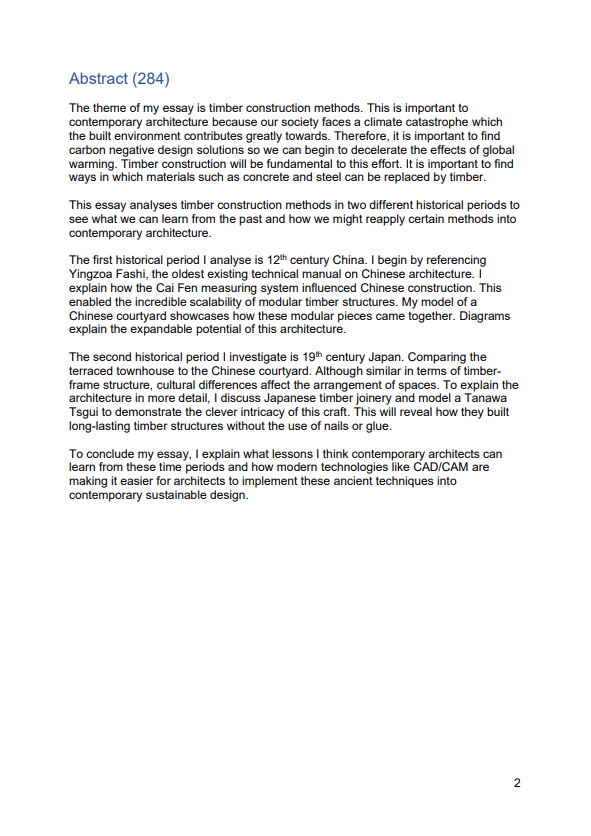 Abstract (284)
The theme of my essay is timber construction methods. This is important to
contemporary architecture because our society faces a climate catastrophe which
the built environment contributes greatly towards. Therefore, it is important to find
carbon negative design solutions so we can begin to decelerate the effects of global
warming. Timber construction will be fundamental to this effort. It is important to find
ways in which materials such as concrete and steel can be replaced by timber.
This essay analyses timber construction methods in two different historical periods to
see what we can learn from the past and how we might reapply certain methods into
contemporary architecture.
The first historical period I analyse is 12th century China. I begin by referencing
Yingzoa Fashi, the oldest existing technical manual on Chinese architecture. I
explain how the Cai Fen measuring system influenced Chinese construction. This
enabled the incredible scalability of modular timber structures. My model of a
Chinese courtyard showcases how these modular pieces came together. Diagrams
explain the expandable potential of this architecture.
The second historical period I investigate is 19th century Japan. Comparing the
terraced townhouse to the Chinese courtyard. Although similar in terms of timber-
frame structure, cultural differences affect the arrangement of spaces. To explain the
architecture in more detail, I discuss Japanese timber joinery and model a Tanawa
Tsgui to demonstrate the clever intricacy of this craft. This will reveal how they built
long-lasting timber structures without the use of nails or glue.
To conclude my essay, I explain what lessons I think contemporary architects can
learn from these time periods and how modern technologies like CAD/CAM are
making it easier for architects to implement these ancient techniques into
contemporary sustainable design.
2